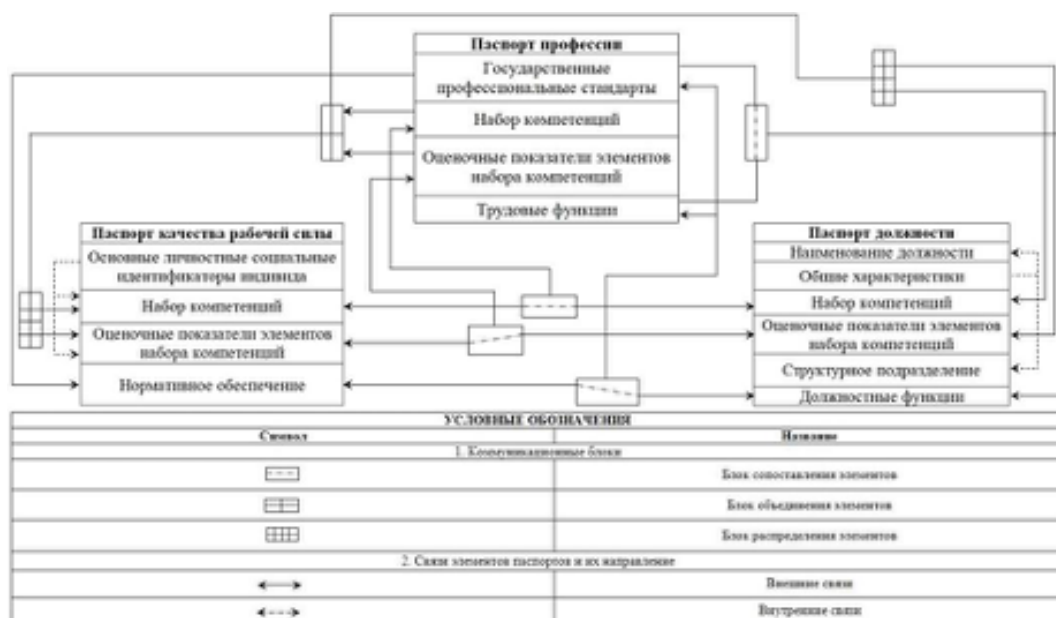 Паспорт профессии
Государственные
профессиональные стандарты
Набор компетенций
Оценочные показатели элементов
набора компетенций
Трудовые функции
Паспорт качества рабочей силы
Основные личностные социальные
идентификаторы индивида
Набор компетенций
Оценочные показатели элементов
набора компетенций
Нормативное обеспечение
Паспорт должности
Наименование должности
Общие характеристики
Набор компетенций
Оценочные показатели элементов
набора компетенций
Структурное подразделение
Должностные функции
УСЛОВНЫЕ ОБОЗНАЧЕНИЯ
Символ Название
1. Коммуникационные блоки
Блок сопоставления элементов
Блок объединения элементов
Блок распределения элементов
2. Связи элементов паспортов и их направление
Внешние связи
Внутренние связи